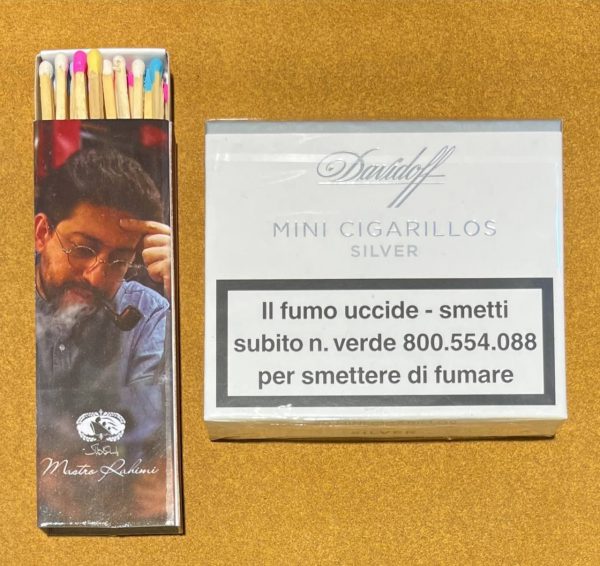 Mastro Rahimi
Davidoff
MINI CIGARILLOS
SILVER
Il fumo uccide - smetti
subito n. verde 800.554.088
per smettere di fumare
SILVER